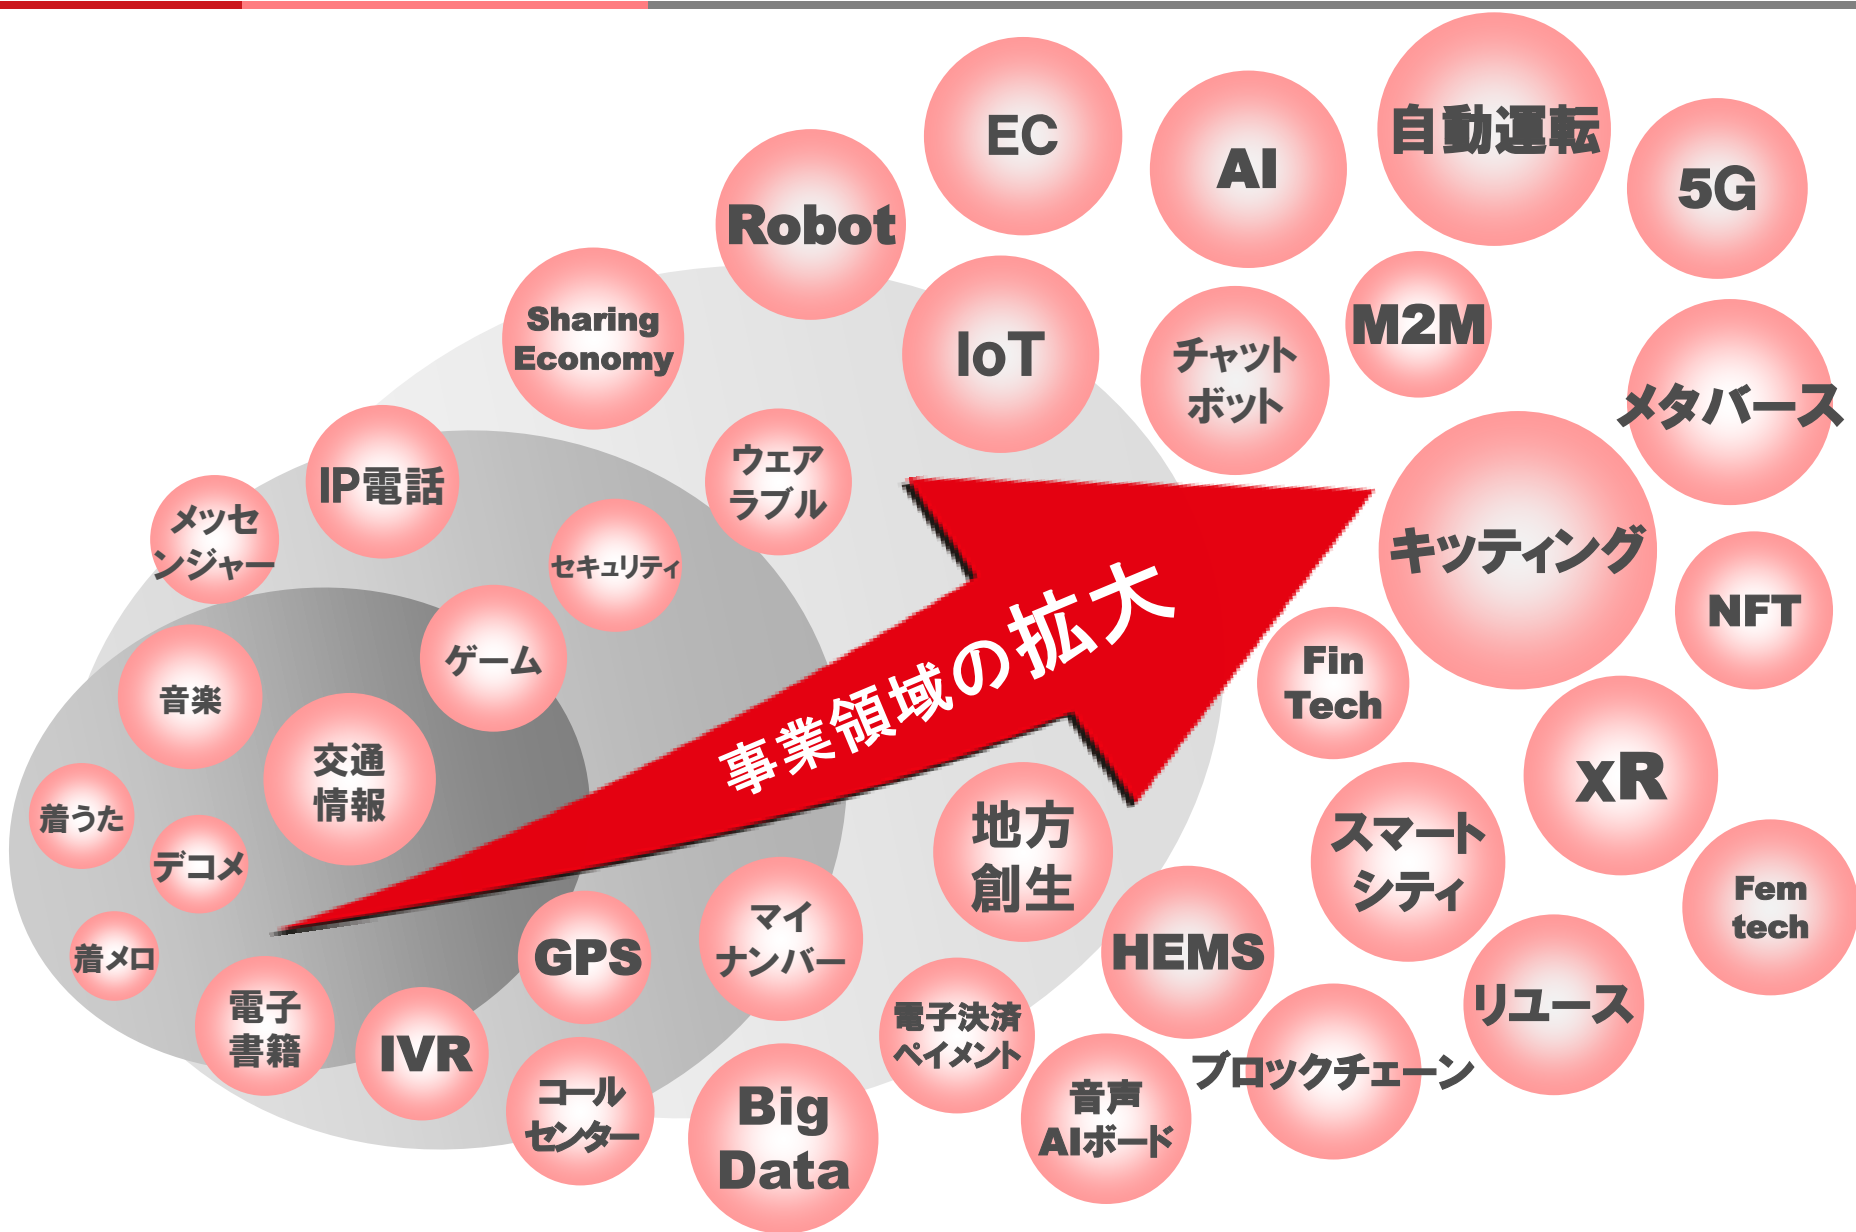 EC
AI
自動運転
5G
Robot
Sharing
Economy
IoT
チャット
ボット
M2M
メタバース
IP電話
ウェア
ラブル
メッセ
ンジャー
セキュリティ
キッティング
NFT
ゲーム
音楽
交通
情報
事業領域の拡大
Fin
Tech
xR
着うた
デコメ
地方
創生
スマート
シティ
Fem
tech
着メロ
電子
書籍
IVR
GPS
マイ
ナンバー
HEMS
リユース
コール
センター
Big
Data
電子決済
ペイメント
音声
AIボード
ブロックチェーン